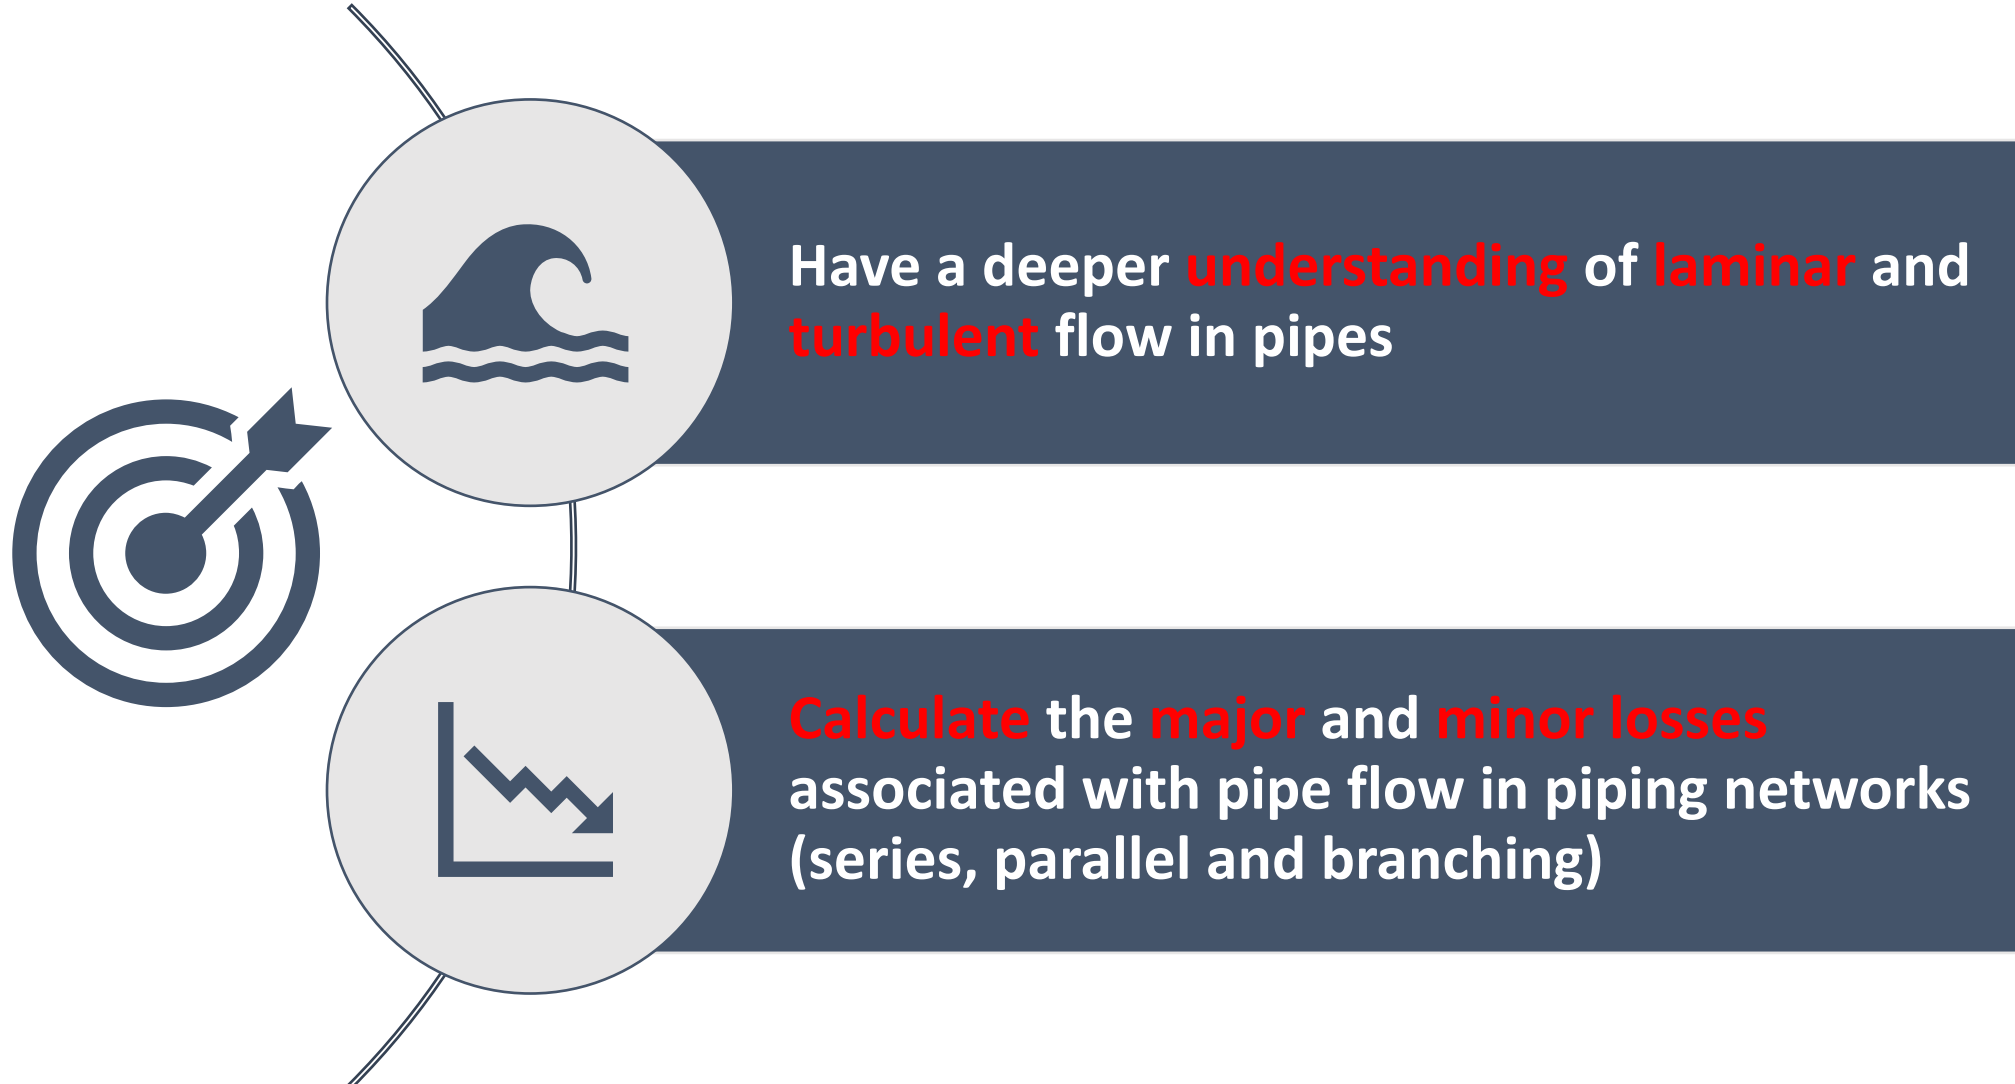 Have a deeper understanding of laminar and
turbulent flow in pipes
Calculate the major and minor losses
associated with pipe flow in piping networks
(series, parallel and branching)